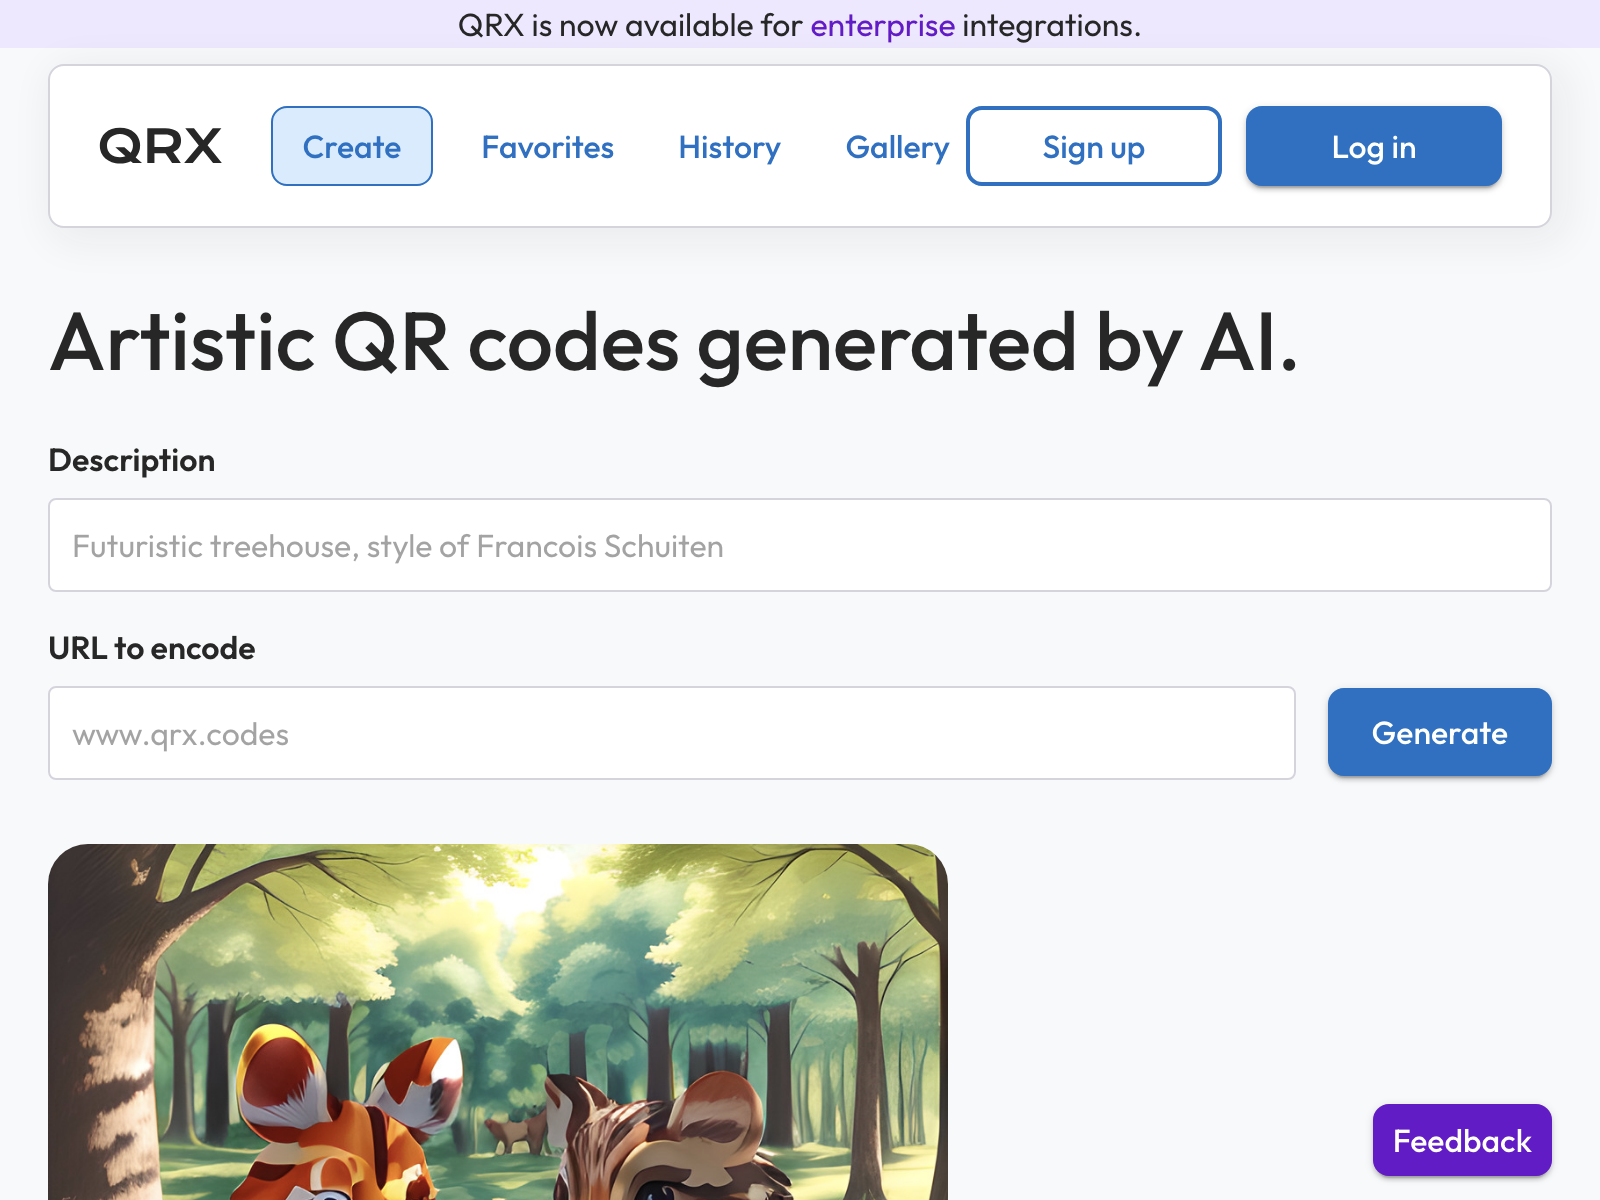 QRX is now available for enterprise integrations.
QRX Create Favorites History Gallery Sign up Log in
Artistic QR codes generated by AI.
Description
Futuristic treehouse, style of Francois Schuiten
URL to encode
www.qrx.codes Generate
Feedback